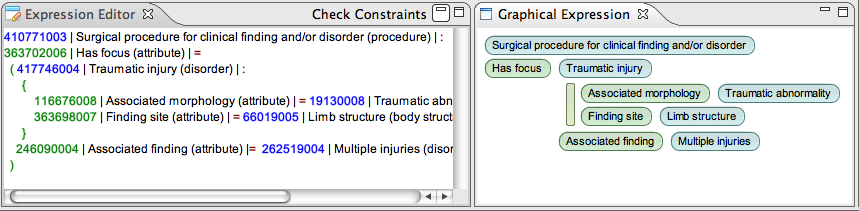 Expression Editor Check Constraints
410771003 | Surgical procedure for clinical finding and/or disorder (procedure) | :
363702006 | Has focus (attribute) | =
( 417746004 | Traumatic injury (disorder) | :
{
116676008 | Associated morphology (attribute) | = 19130008 | Traumatic abn
363698007 | Finding site (attribute) | = 66019005 | Limb structure (body struct
}
246090004 | Associated finding (attribute) |= 262519004 | Multiple injuries (disor
)
Graphical Expression
Surgical procedure for clinical finding and/or disorder
Has focus Traumatic injury
Associated morphology Traumatic abnormality
Finding site Limb structure
Associated finding Multiple injuries